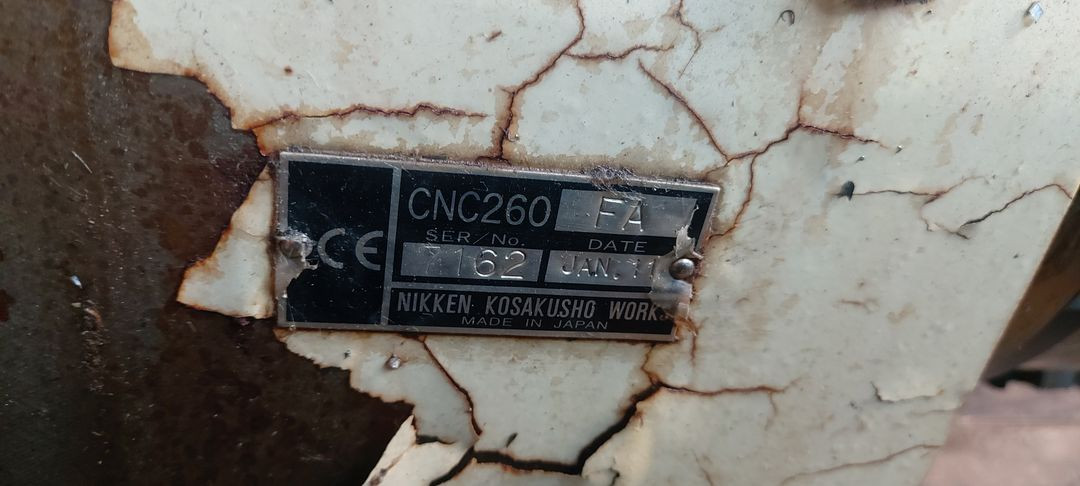 CNC260 FA
CE SER/No. DATE
7162 JAN. 11
NIKKEN KOSAKUSHO WORKS
MADE IN JAPAN